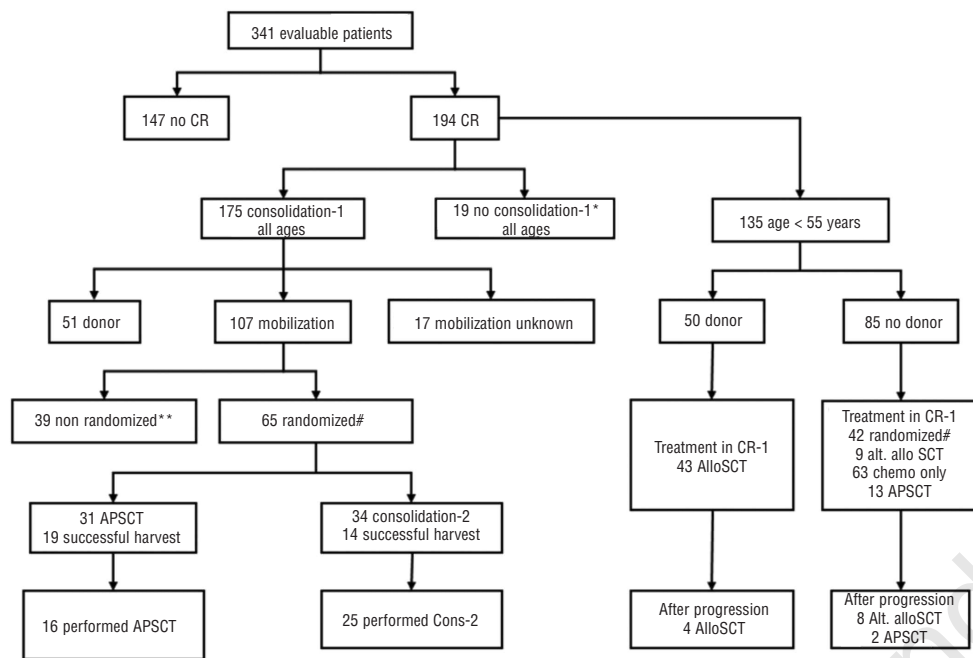 341 evaluable patients
147 no CR
194 CR
175 consolidation-1
all ages
19 no consolidation-1*
all ages
135 age < 55 years
51 donor
107 mobilization
17 mobilization unknown
50 donor
85 no donor
39 non randomized**
65 randomized#
Treatment in CR-1
43 AlloSCT
Treatment in CR-1
42 randomized#
9 alt. allo SCT
63 chemo only
13 APSCT
31 APSCT
19 successful harvest
34 consolidation-2
14 successful harvest
16 performed APSCT
25 performed Cons-2
After progression
4 AlloSCT
After progression
8 Alt. alloSCT
2 APSCT